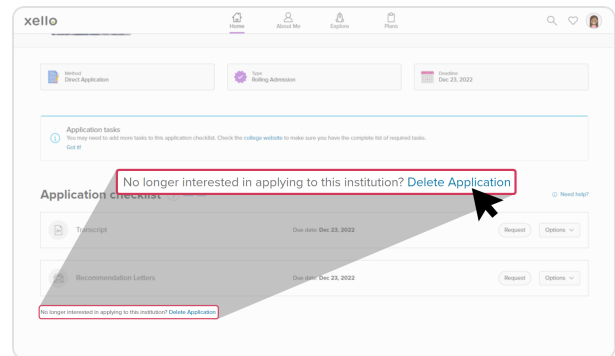 xello
Home
About Me
Explore
Plans
Method
Direct Application
Type
Rolling Admission
Deadline
Dec 23, 2022
Application tasks
You may need to add more tasks to this application checklist. Check the college website to make sure you have the complete list of required tasks.
Got it!
No longer interested in applying to this institution? Delete Application
Application checklist
Need help?
Transcript
Due date: Dec 23, 2022
Request
Options
Recommendation Letters
Due date: Dec 23, 2022
Request
Options
No longer interested in applying to this institution? Delete Application